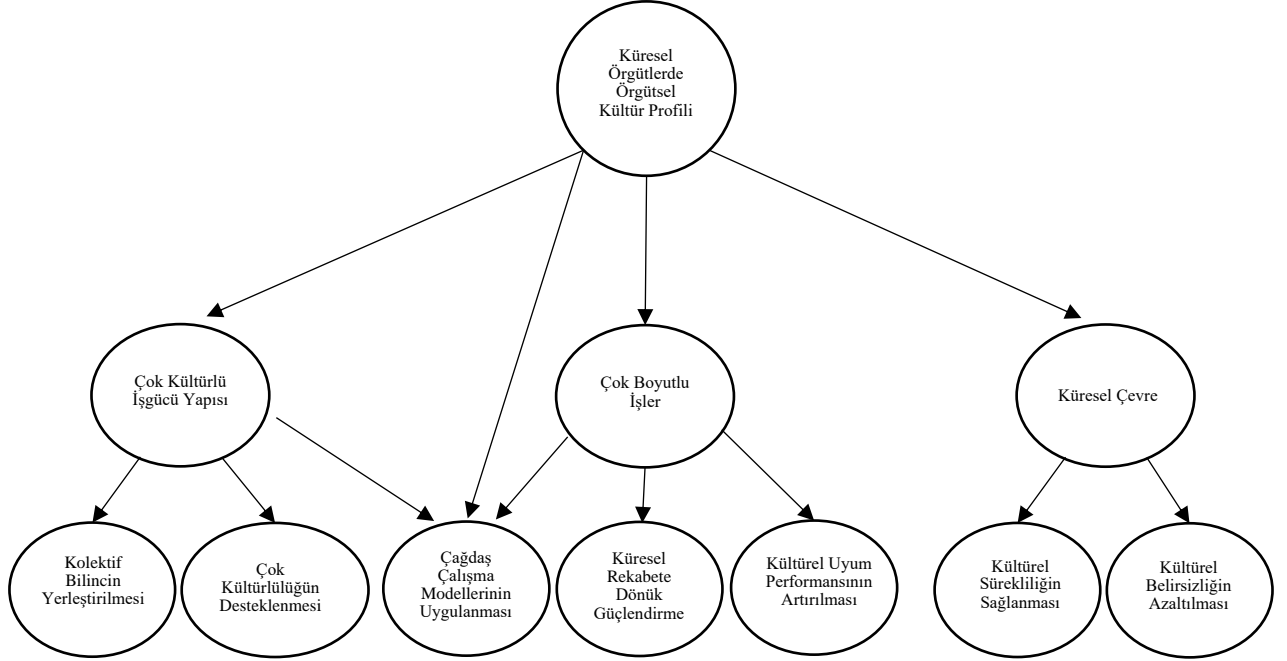 Küresel
Örgütlerde
Örgütsel
Kültür Profili
Çok Kültürlü
İşgücü Yapısı
Çok Boyutlu
İşler
Küresel Çevre
Kolektif
Bilincin
Yerleştirilmesi
Çok
Kültürlülüğün
Desteklenmesi
Çağdaş
Çalışma
Modellerinin
Uygulanması
Küresel
Rekabete
Dönük
Güçlendirme
Kültürel Uyum
Performansının
Artırılması
Kültürel
Sürekliliğin
Sağlanması
Kültürel
Belirsizliğin
Azaltılması